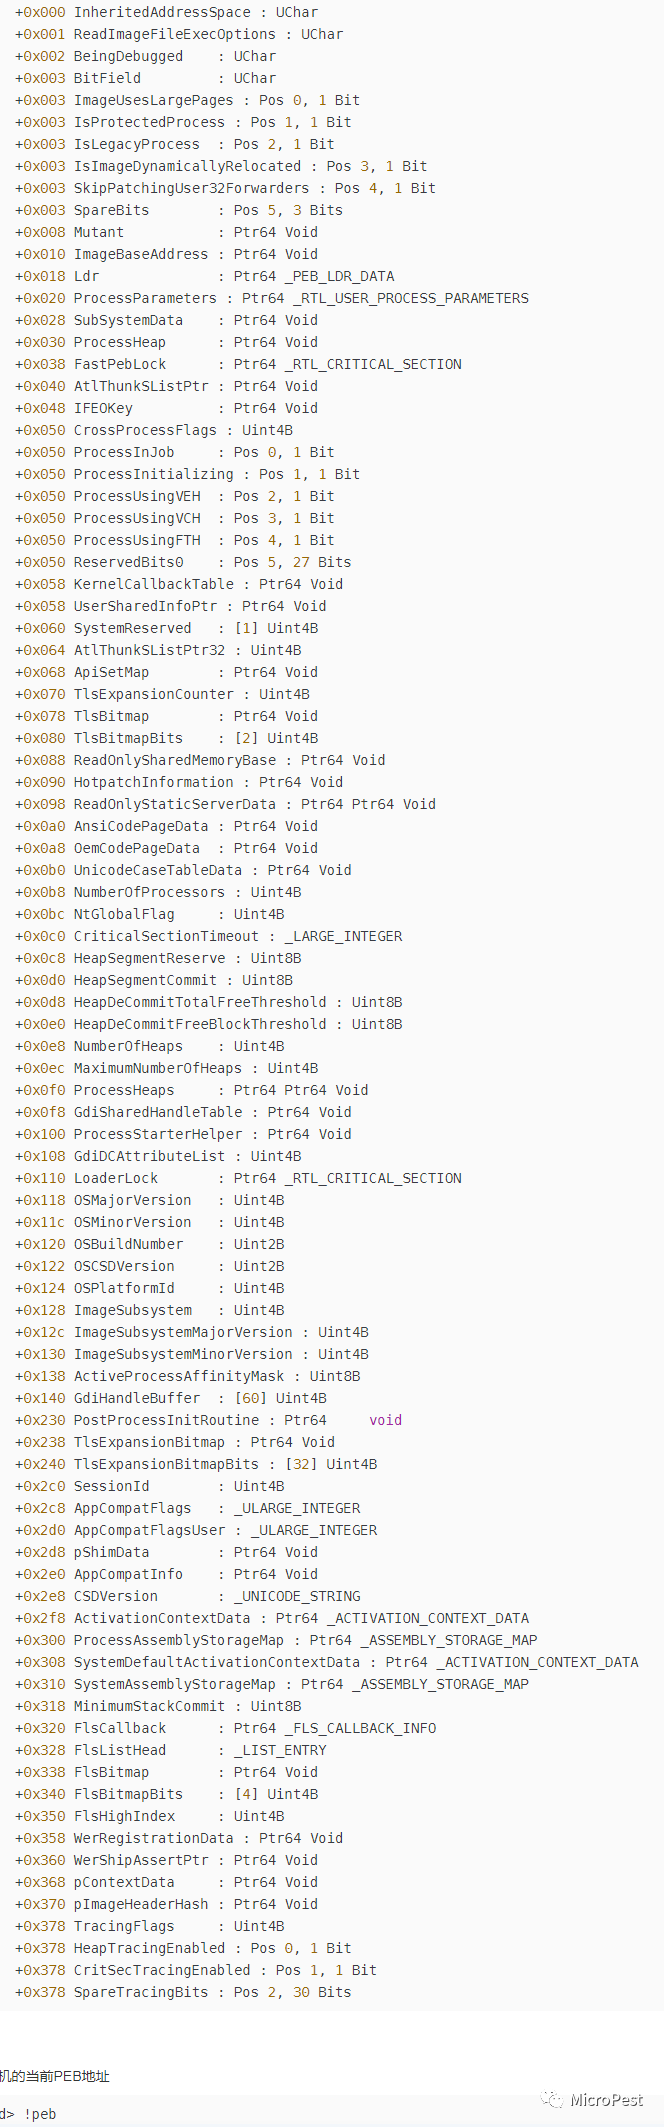 +0x000 InheritedAddressSpace : UChar
+0x001 ReadImageFileExecOptions : UChar
+0x002 BeingDebugged    : UChar
+0x003 BitField         : UChar
+0x003 ImageUsesLargePages : Pos 0, 1 Bit
+0x003 IsProtectedProcess : Pos 1, 1 Bit
+0x003 IsLegacyProcess  : Pos 2, 1 Bit
+0x003 IsImageDynamicallyRelocated : Pos 3, 1 Bit
+0x003 SkipPatchingUser32Forwarders : Pos 4, 1 Bit
+0x003 SpareBits        : Pos 5, 3 Bits
+0x008 Mutant           : Ptr64 Void
+0x010 ImageBaseAddress : Ptr64 Void
+0x018 Ldr              : Ptr64 _PEB_LDR_DATA
+0x020 ProcessParameters : Ptr64 _RTL_USER_PROCESS_PARAMETERS
+0x028 SubSystemData    : Ptr64 Void
+0x030 ProcessHeap      : Ptr64 Void
+0x038 FastPebLock      : Ptr64 _RTL_CRITICAL_SECTION
+0x040 AtlThunkSListPtr : Ptr64 Void
+0x048 IFEOKey          : Ptr64 Void
+0x050 CrossProcessFlags : Uint4B
+0x050 ProcessInJob     : Pos 0, 1 Bit
+0x050 ProcessInitializing : Pos 1, 1 Bit
+0x050 ProcessUsingVEH  : Pos 2, 1 Bit
+0x050 ProcessUsingVCH  : Pos 3, 1 Bit
+0x050 ProcessUsingFTH  : Pos 4, 1 Bit
+0x050 ReservedBits0    : Pos 5, 27 Bits
+0x058 KernelCallbackTable : Ptr64 Void
+0x058 UserSharedInfoPtr : Ptr64 Void
+0x060 SystemReserved   : [1] Uint4B
+0x064 AtlThunkSListPtr32 : Uint4B
+0x068 ApiSetMap        : Ptr64 Void
+0x070 TlsExpansionCounter : Uint4B
+0x078 TlsBitmap        : Ptr64 Void
+0x080 TlsBitmapBits    : [2] Uint4B
+0x088 ReadOnlySharedMemoryBase : Ptr64 Void
+0x090 HotpatchInformation : Ptr64 Void
+0x098 ReadOnlyStaticServerData : Ptr64 Ptr64 Void
+0x0a0 AnsiCodePageData : Ptr64 Void
+0x0a8 OemCodePageData  : Ptr64 Void
+0x0b0 UnicodeCaseTableData : Ptr64 Void
+0x0b8 NumberOfProcessors : Uint4B
+0x0bc NtGlobalFlag     : Uint4B
+0x0c0 CriticalSectionTimeout : _LARGE_INTEGER
+0x0c8 HeapSegmentReserve : Uint8B
+0x0d0 HeapSegmentCommit : Uint8B
+0x0d8 HeapDeCommitTotalFreeThreshold : Uint8B
+0x0e0 HeapDeCommitFreeBlockThreshold : Uint8B
+0x0e8 NumberOfHeaps    : Uint4B
+0x0ec MaximumNumberOfHeaps : Uint4B
+0x0f0 ProcessHeaps     : Ptr64 Ptr64 Void
+0x0f8 GdiSharedHandleTable : Ptr64 Void
+0x100 ProcessStarterHelper : Ptr64 Void
+0x108 GdiDCAttributeList : Uint4B
+0x110 LoaderLock       : Ptr64 _RTL_CRITICAL_SECTION
+0x118 OSMajorVersion   : Uint4B
+0x11c OSMinorVersion   : Uint4B
+0x120 OSBuildNumber    : Uint2B
+0x122 OSCSDVersion     : Uint2B
+0x124 OSPlatformId     : Uint4B
+0x128 ImageSubsystem   : Uint4B
+0x12c ImageSubsystemMajorVersion : Uint4B
+0x130 ImageSubsystemMinorVersion : Uint4B
+0x138 ActiveProcessAffinityMask : Uint8B
+0x140 GdiHandleBuffer  : [60] Uint4B
+0x230 PostProcessInitRoutine : Ptr64     void
+0x238 TlsExpansionBitmap : Ptr64 Void
+0x240 TlsExpansionBitmapBits : [32] Uint4B
+0x2c0 SessionId        : Uint4B
+0x2c8 AppCompatFlags   : _ULARGE_INTEGER
+0x2d0 AppCompatFlagsUser : _ULARGE_INTEGER
+0x2d8 pShimData        : Ptr64 Void
+0x2e0 AppCompatInfo    : Ptr64 Void
+0x2e8 CSDVersion       : _UNICODE_STRING
+0x2f8 ActivationContextData : Ptr64 _ACTIVATION_CONTEXT_DATA
+0x300 ProcessAssemblyStorageMap : Ptr64 _ASSEMBLY_STORAGE_MAP
+0x308 SystemDefaultActivationContextData : Ptr64 _ACTIVATION_CONTEXT_DATA
+0x310 SystemAssemblyStorageMap : Ptr64 _ASSEMBLY_STORAGE_MAP
+0x318 MinimumStackCommit : Uint8B
+0x320 FlsCallback      : Ptr64 _FLS_CALLBACK_INFO
+0x328 FlsListHead      : _LIST_ENTRY
+0x338 FlsBitmap        : Ptr64 Void
+0x340 FlsBitmapBits    : [4] Uint4B
+0x350 FlsHighIndex     : Uint4B
+0x358 WerRegistrationData : Ptr64 Void
+0x360 WerShipAssertPtr : Ptr64 Void
+0x368 pContextData     : Ptr64 Void
+0x370 pImageHeaderHash : Ptr64 Void
+0x378 TracingFlags     : Uint4B
+0x378 HeapTracingEnabled : Pos 0, 1 Bit
+0x378 CritSecTracingEnabled : Pos 1, 1 Bit
+0x378 SpareTracingBits : Pos 2, 30 Bits
机的当前PEB地址
MicroPest
d> !peb